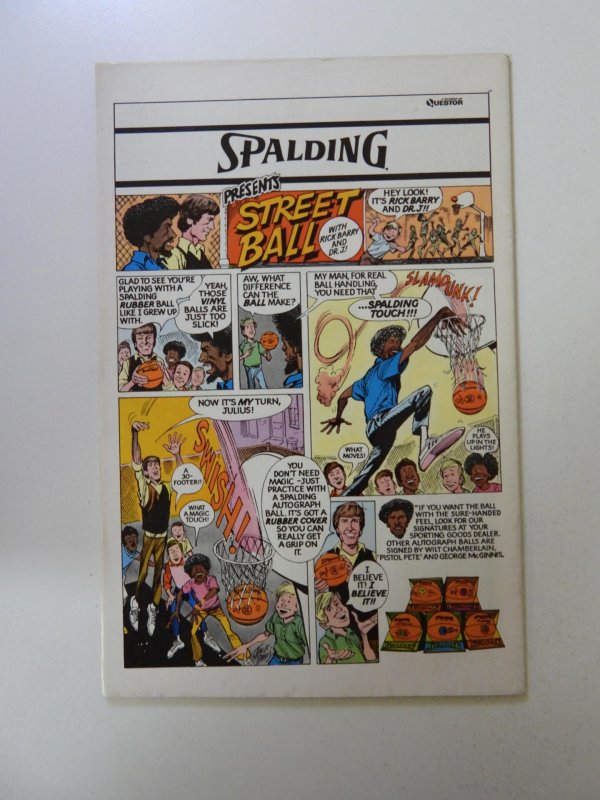 QUESTOR
SPALDING
PRESENTS
STREET
BALL
WITH
RICK BARRY
AND
DR. J!
HEY LOOK!
IT'S RICK BARRY
AND DR. J!!
GLAD TO SEE YOU'RE
PLAYING WITH A
SPALDING
RUBBER BALL
LIKE I GREW UP
WITH.
YEAH,
THOSE
VINYL
BALLS ARE
JUST TOO
SLICK!
AW, WHAT
DIFFERENCE
CAN THE
BALL MAKE?
MY MAN, FOR REAL
BALL HANDLING,
YOU NEED THAT
...SPALDING
TOUCH!!!
SLAMDUNK!
WHAT
MOVES!
HE
PLAYS
UP IN THE
LIGHTS!
NOW IT'S MY TURN,
JULIUS!
A
30-
FOOTER!!
WHAT
A MAGIC
TOUCH!
SWISH!
YOU
DON'T NEED
MAGIC-JUST
PRACTICE WITH
A SPALDING
AUTOGRAPH
BALL. IT'S GOT A
RUBBER COVER
SO YOU CAN
REALLY GET
A GRIP ON
IT.
I
BELIEVE
IT! I
BELIEVE
IT!!
"IF YOU WANT THE BALL
WITH THE SURE-HANDED
FEEL, LOOK FOR OUR
SIGNATURES AT YOUR
SPORTING GOODS DEALER.
OTHER AUTOGRAPH BALLS ARE
SIGNED BY WILT CHAMBERLAIN,
'PISTOL PETE' AND GEORGE McGINNIS.